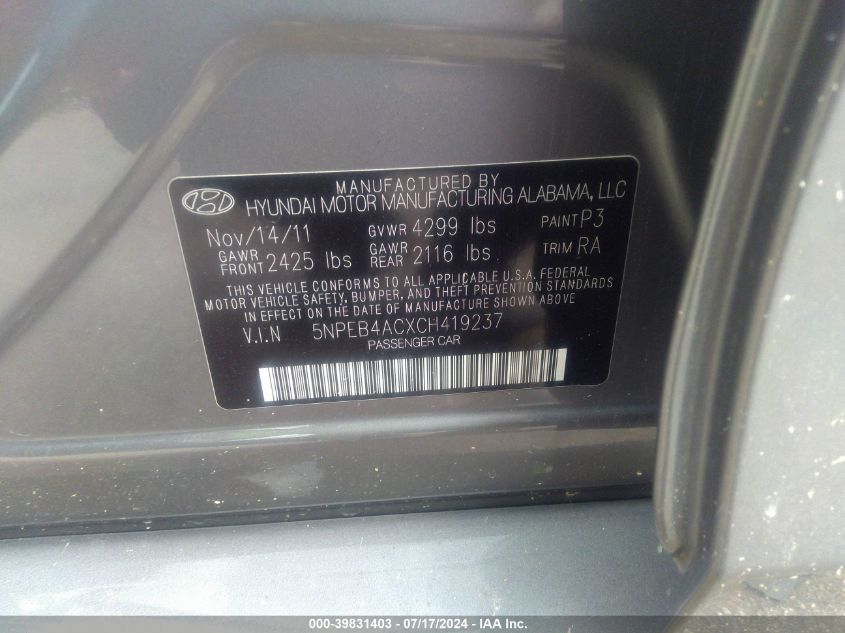 MANUFACTURED BY
HYUNDAI MOTOR MANUFACTURING ALABAMA, LLC
Nov/14/11 GVWR 4299 lbs PAINT P3
GAWR FRONT 2425 lbs GAWR REAR 2116 lbs TRIM RA
THIS VEHICLE CONFORMS TO ALL APPLICABLE U.S.A. FEDERAL
MOTOR VEHICLE SAFETY, BUMPER, AND THEFT PREVENTION STANDARDS
IN EFFECT ON THE DATE OF MANUFACTURE SHOWN ABOVE
V.I.N 5NPEB4ACXCH419237
PASSENGER CAR
000-39831403 - 07/17/2024 - IAA Inc.